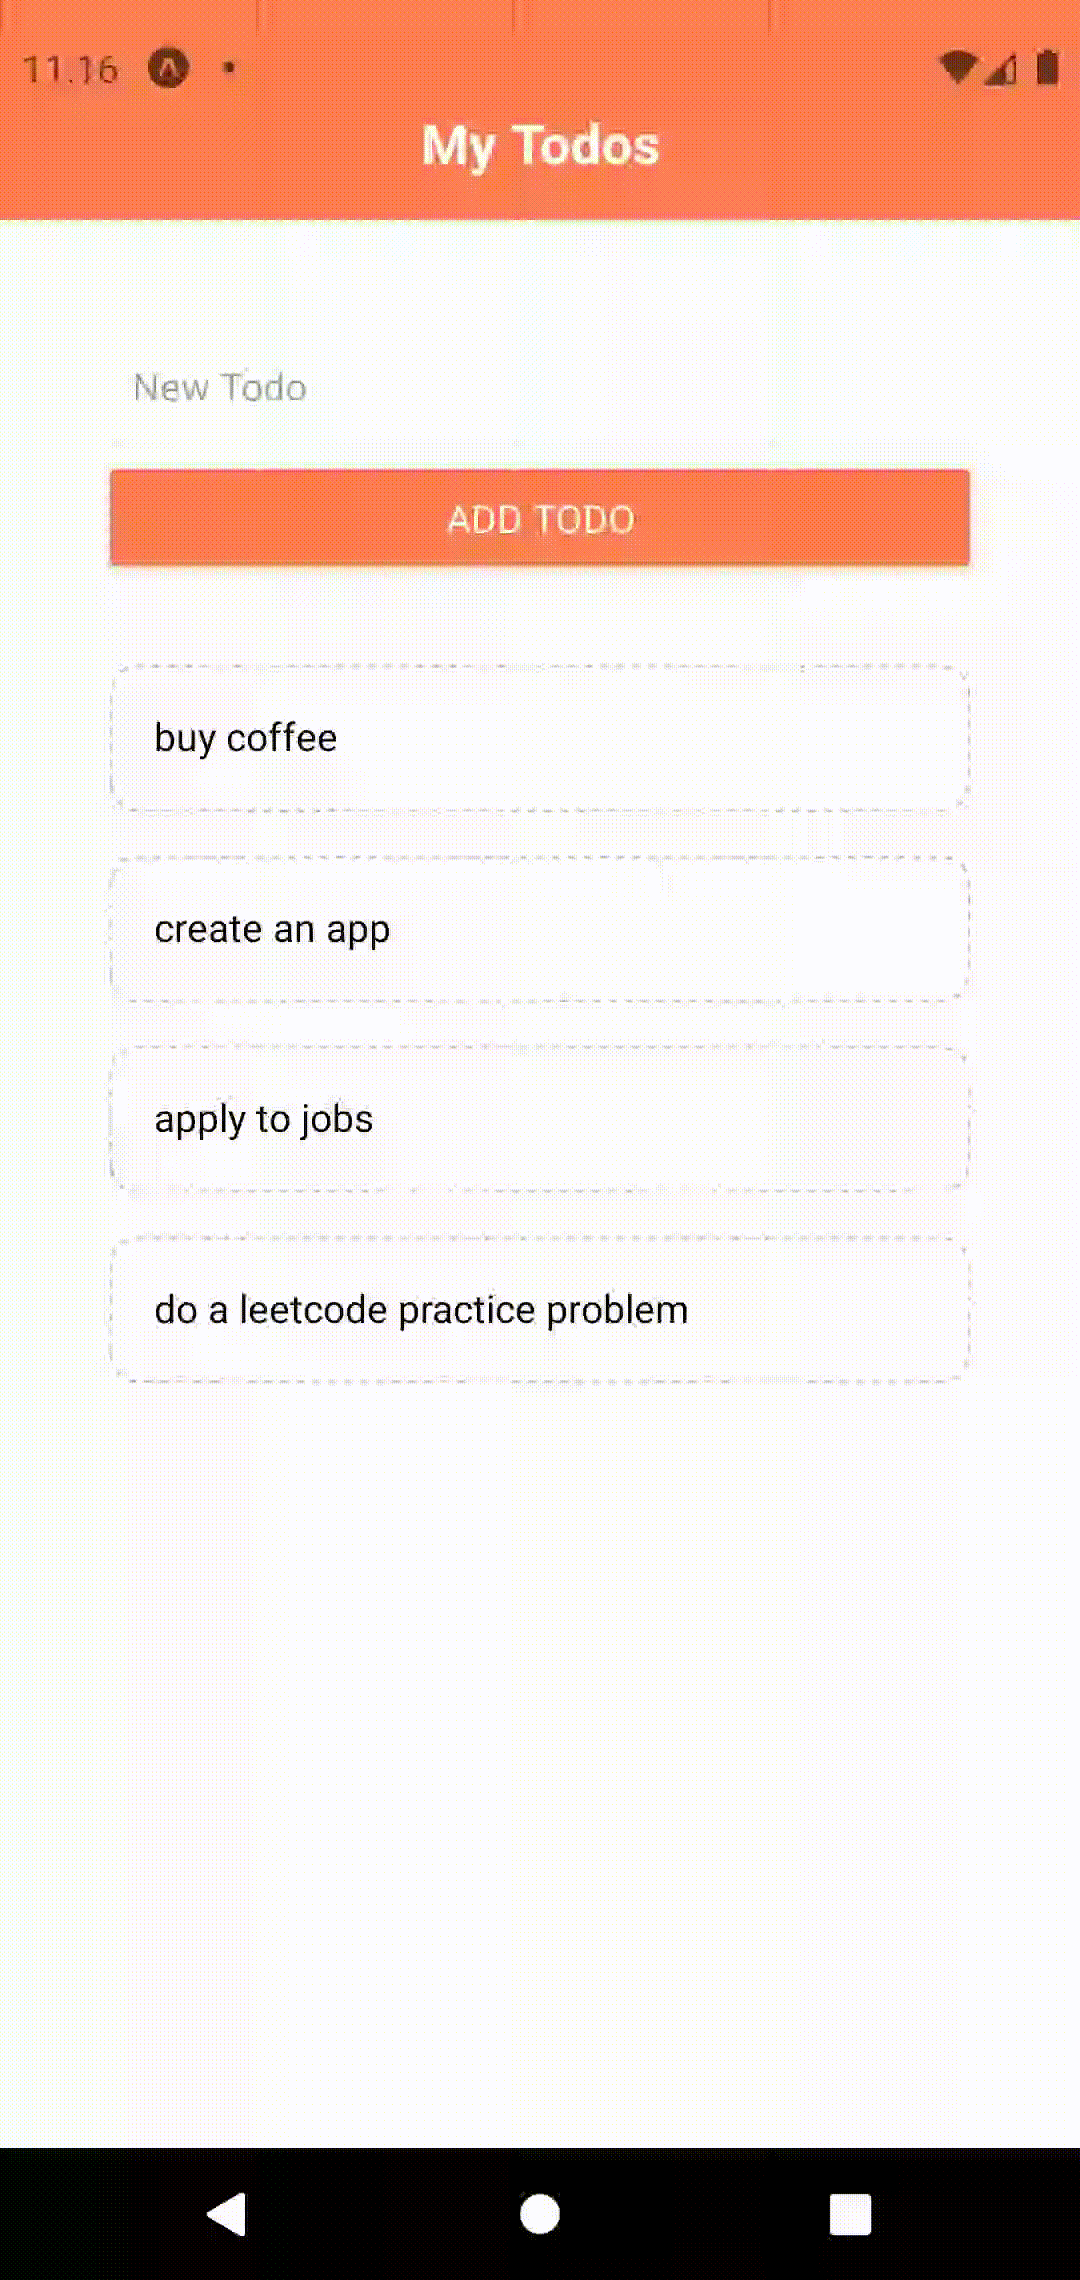 11.16
My Todos
New Todo
ADD TODO
buy coffee
create an app
apply to jobs
do a leetcode practice problem